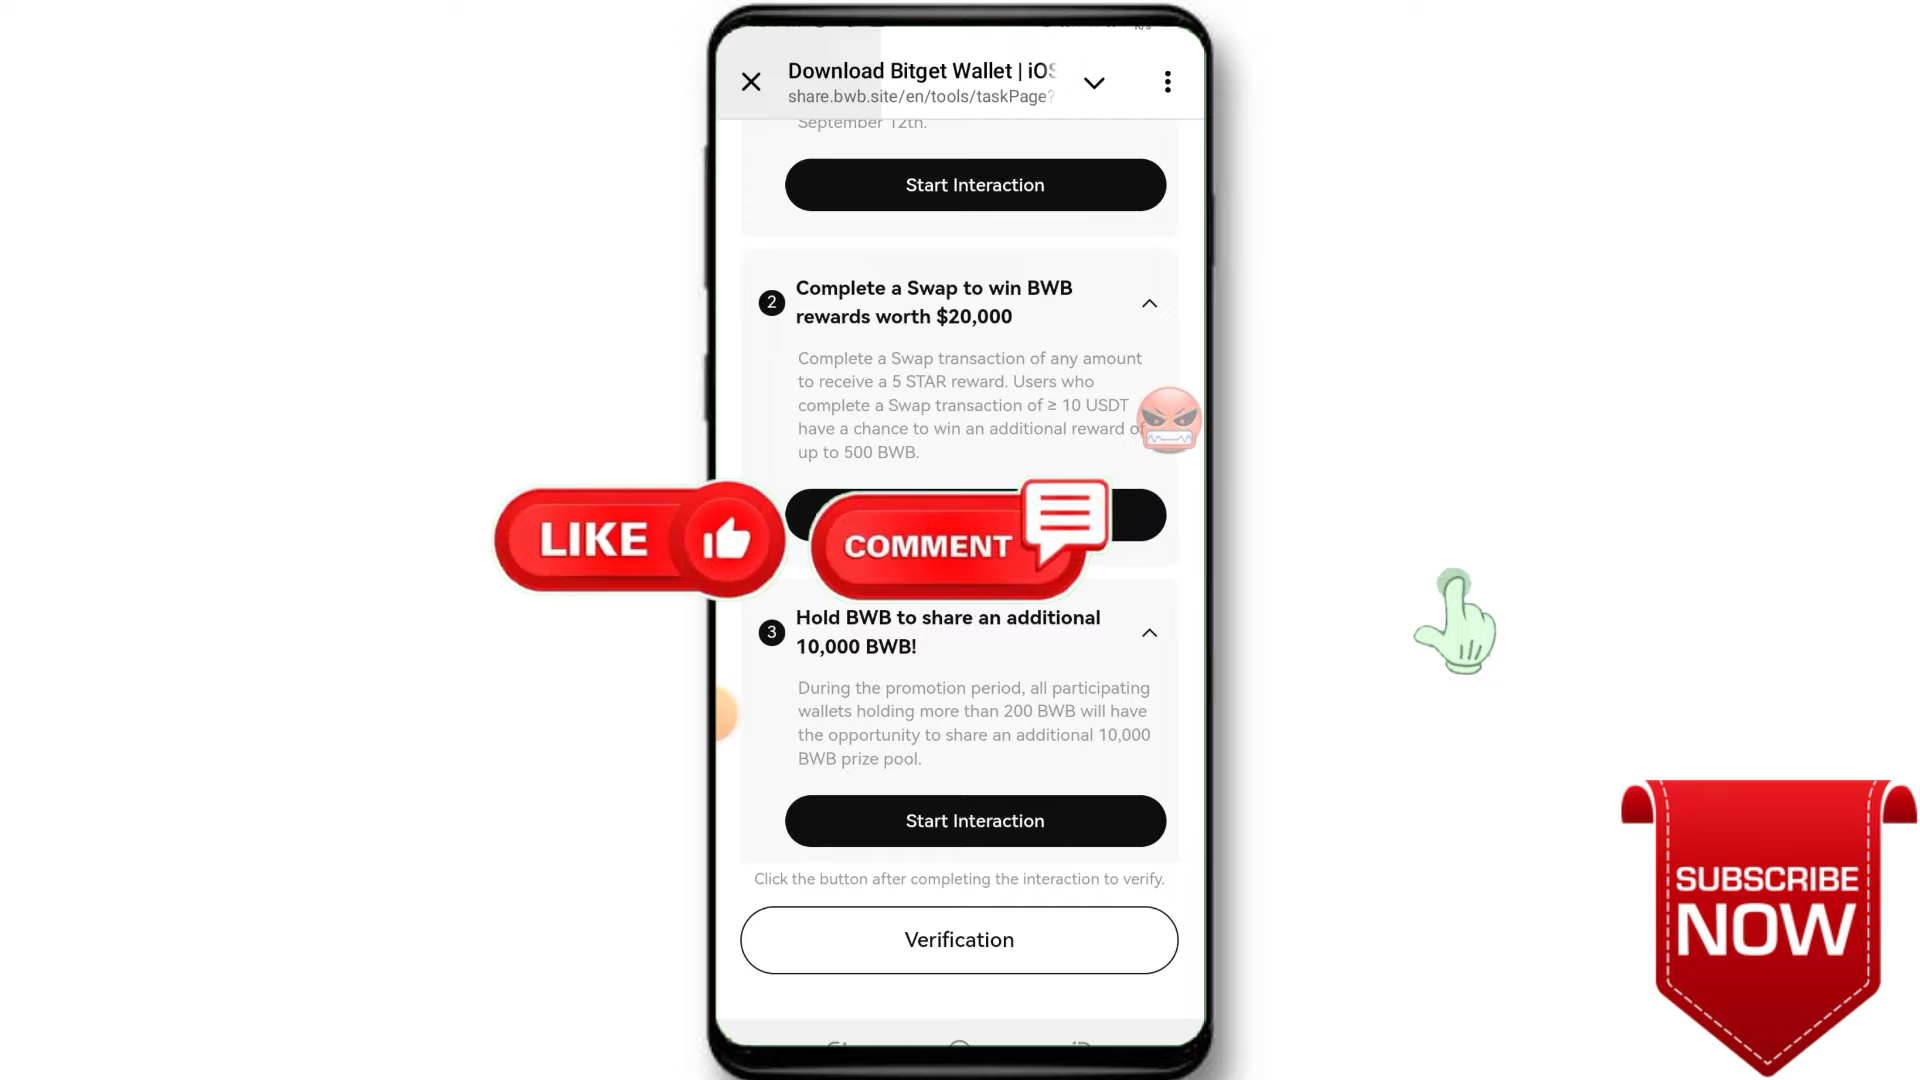 Download Bitget Wallet | iOS
share.bwb.site/en/tools/taskPage?
September 12th.
Start Interaction
2
Complete a Swap to win BWB
rewards worth $20,000
Complete a Swap transaction of any amount
to receive a 5 STAR reward. Users who
complete a Swap transaction of ≥ 10 USDT
have a chance to win an additional reward of
up to 500 BWB.
LIKE
COMMENT
3
Hold BWB to share an additional
10,000 BWB!
During the promotion period, all participating
wallets holding more than 200 BWB will have
the opportunity to share an additional 10,000
BWB prize pool.
Start Interaction
Click the button after completing the interaction to verify.
Verification
SUBSCRIBE
NOW